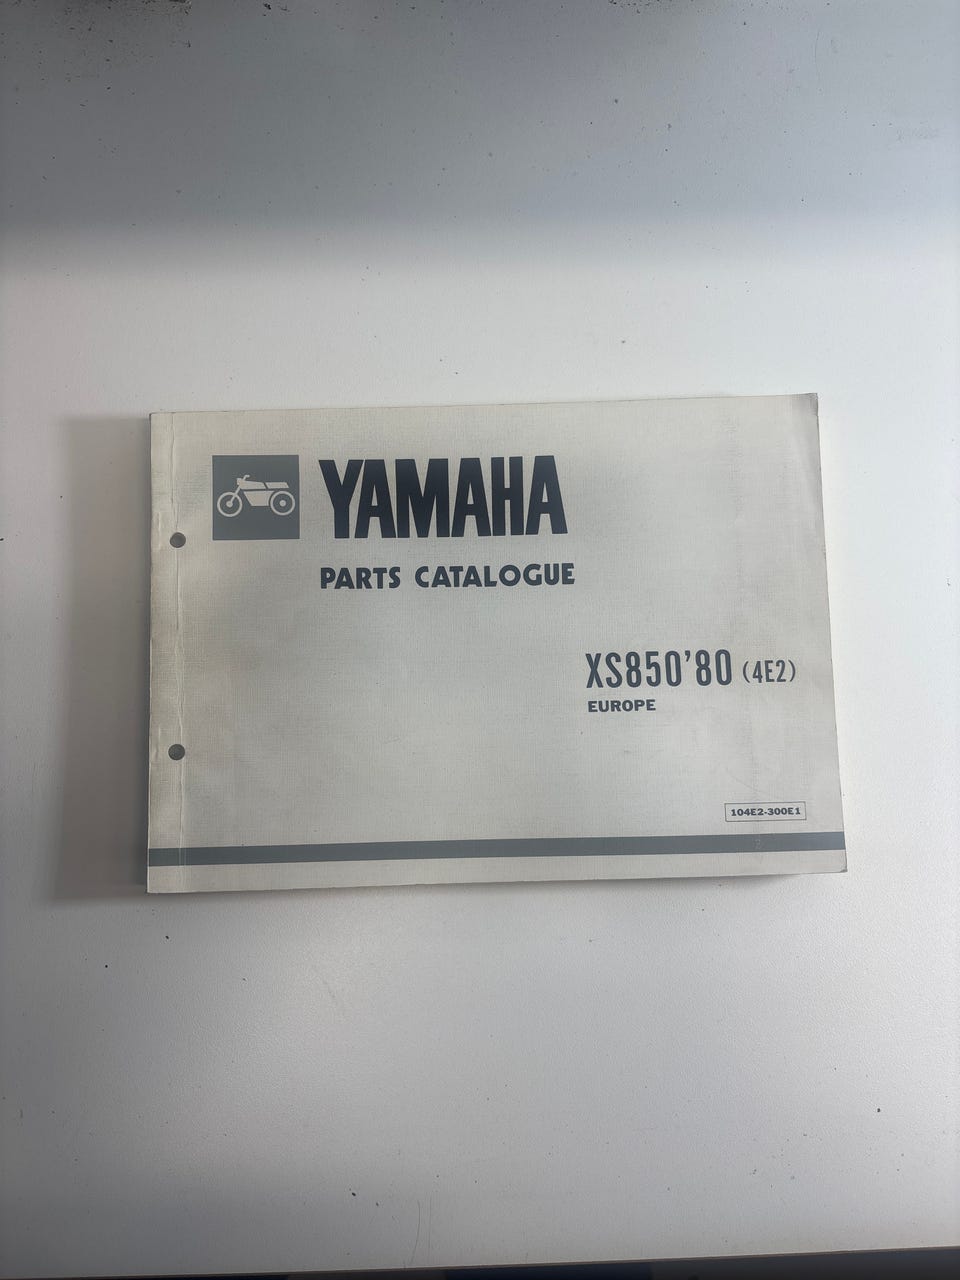 YAMAHA
PARTS CATALOGUE
XS850'80 (4E2)
EUROPE
104E2-300E1